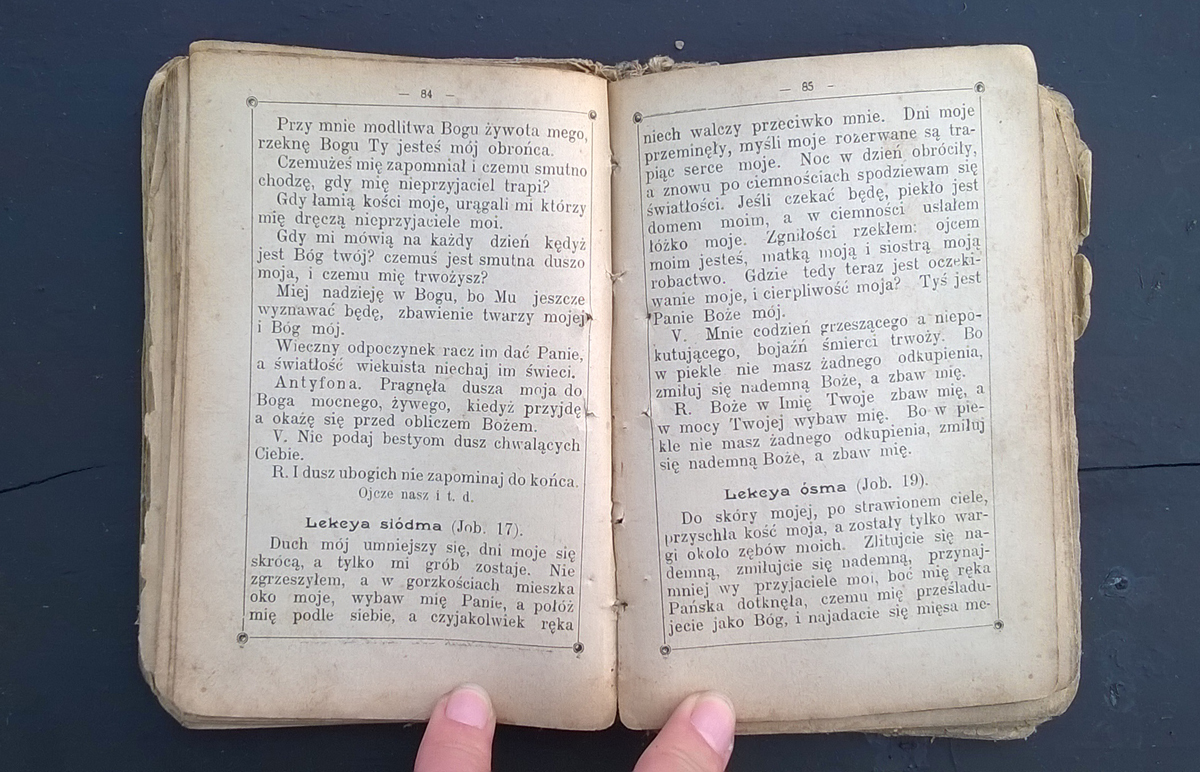 — 84 —
Przy mnie modlitwa Bogu żywota mego,
rzeknę Bogu Ty jesteś mój obrońca.
Czemużeś mię zapomniał i czemu smutno
chodzę, gdy mię nieprzyjaciel trapi?
Gdy łamią kości moje, urągali mi którzy
mię dręczą nieprzyjaciele moi.
Gdy mi mówią na każdy dzień kędyż
jest Bóg twój? czemuś jest smutna duszo
moja, i czemu mię trwożysz?
Miej nadzieję w Bogu, bo Mu jeszcze
wyznawać będę, zbawienie twarzy mojej
i Bóg mój.
Wieczny odpoczynek racz im dać Panie,
a światłość wiekuista niechaj im świeci.
Antyfona. Pragnęła dusza moja do
Boga mocnego, żywego, kiedyż przyjdę
a okażę się przed obliczem Bożem.
V. Nie podaj bestyom dusz chwalących
Ciebie.
R. I dusz ubogich nie zapominaj do końca.
Ojcze nasz i t. d.
Lekcya siódma (Job. 17).
Duch mój umniejszy się, dni moje się
skrócą, a tylko mi grób zostaje. Nie
zgrzeszyłem, a w gorzkościach mieszka
oko moje, wybaw mię Panie, a połóż
mię podle siebie, a czyjakolwiek ręka
— 85 —
niech walczy przeciwko mnie. Dni moje
przeminęły, myśli moje rozerwane są tra-
piąc serce moje. Noc w dzień obróciły,
a znowu po ciemnościach spodziewam się
światłości. Jeśli czekać będę, piekło jest
domem moim, a w ciemności usłałem
łóżko moje. Zgniłości rzekłem: ojcem
moim jesteś, matką moją i siostrą moją
robactwo. Gdzie tedy teraz jest oczeki-
wanie moje, i cierpliwość moja? Tyś jest
Panie Boże mój.
V. Mnie codzień grzeszącego a niepo-
kutującego, bojaźń śmierci trwoży. Bo
w piekle nie masz żadnego odkupienia,
zmiłuj się nademną Boże, a zbaw mię.
R. Boże w Imię Twoje zbaw mię, a
w mocy Twojej wybaw mię. Bo w pie-
kle nie masz żadnego odkupienia, zmiłuj
się nademną Boże, a zbaw mię.
Lekcya ósma (Job. 19).
Do skóry mojej, po strawionem ciele,
przyschła kość moja, a zostały tylko war-
gi około zębów moich. Zlitujcie się na-
demną, zmiłujcie się nademną, przynaj-
mniej wy przyjaciele moi, boć mię ręka
Pańska dotknęła, czemu mię prześladu-
jecie jako Bóg, i najadacie się mięsa me-